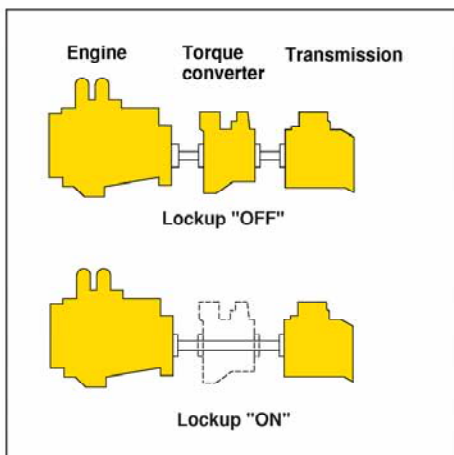 Engine
Torque
converter
Transmission
Lockup "OFF"
Lockup "ON"